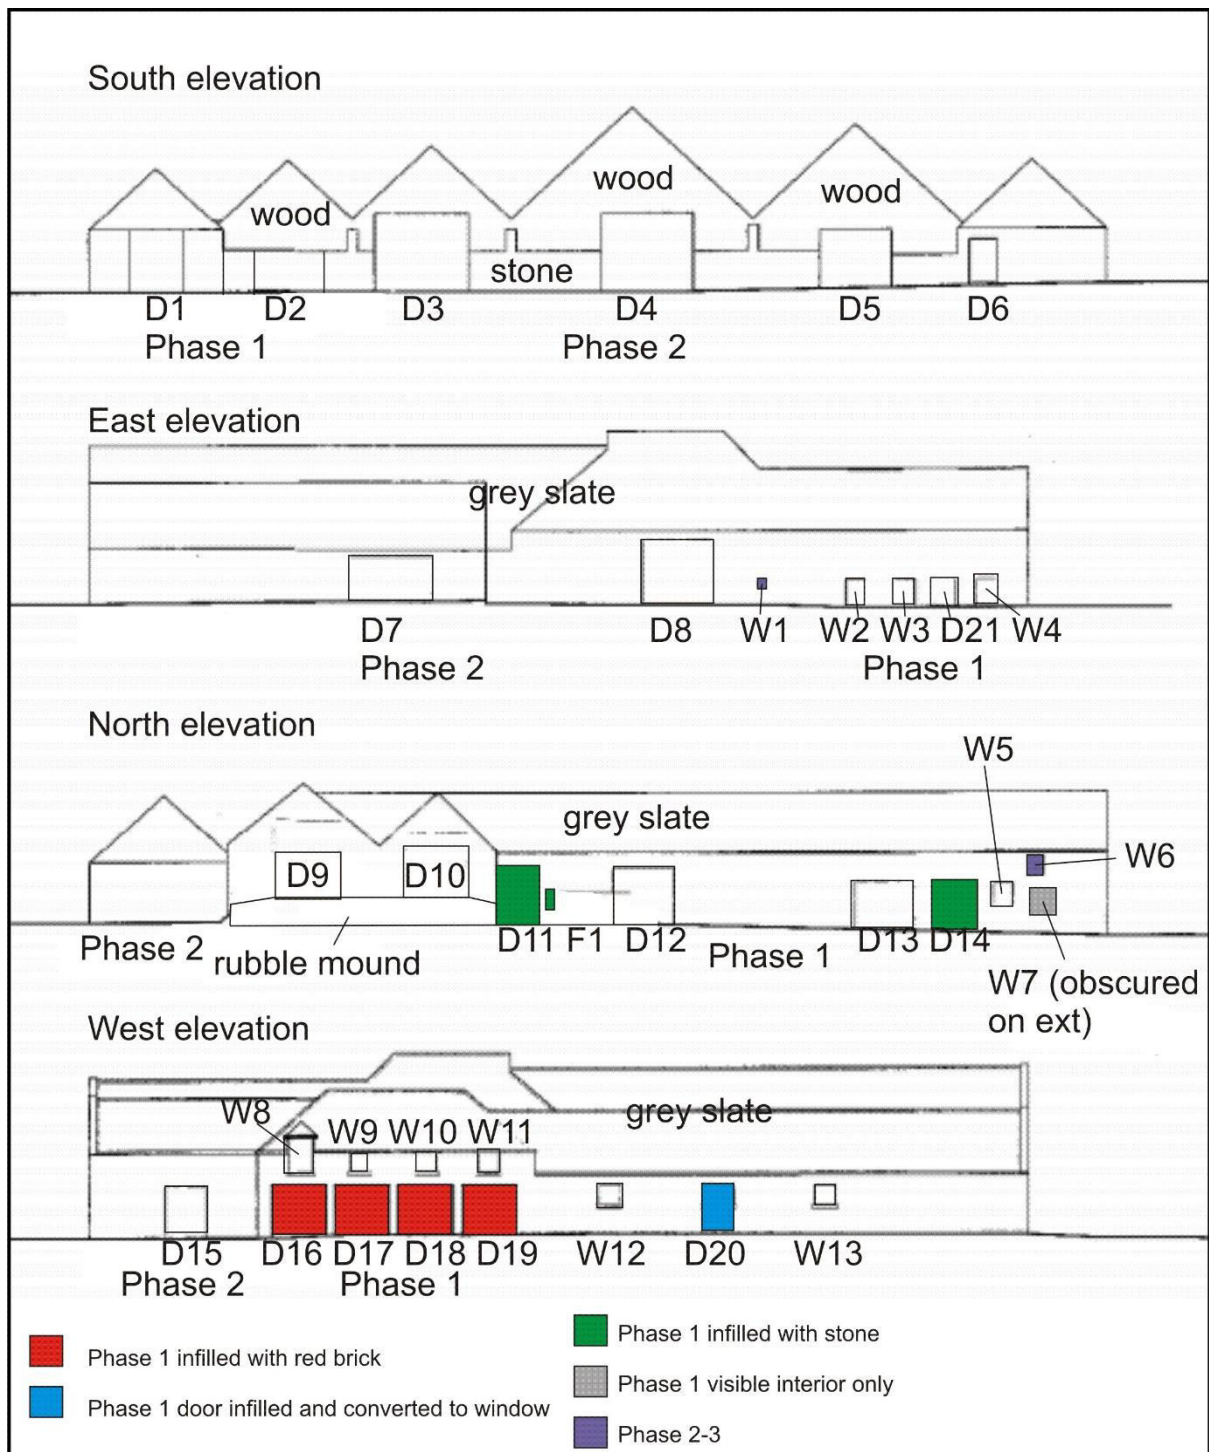 South elevation
wood
wood
wood
stone
D1 D2 D3 D4 D5 D6
Phase 1 Phase 2
East elevation
grey slate
D7 D8 W1 W2 W3 D21 W4
Phase 2 Phase 1
North elevation
W5
grey slate
W6
D9 D10
Phase 2 rubble mound D11 F1 D12 Phase 1 D13 D14
W7 (obscured
on ext)
West elevation
W8 W9 W10 W11 grey slate
D15 D16 D17 D18 D19 W12 D20 W13
Phase 2 Phase 1
Phase 1 infilled with red brick
Phase 1 door infilled and converted to window
Phase 1 infilled with stone
Phase 1 visible interior only
Phase 2-3